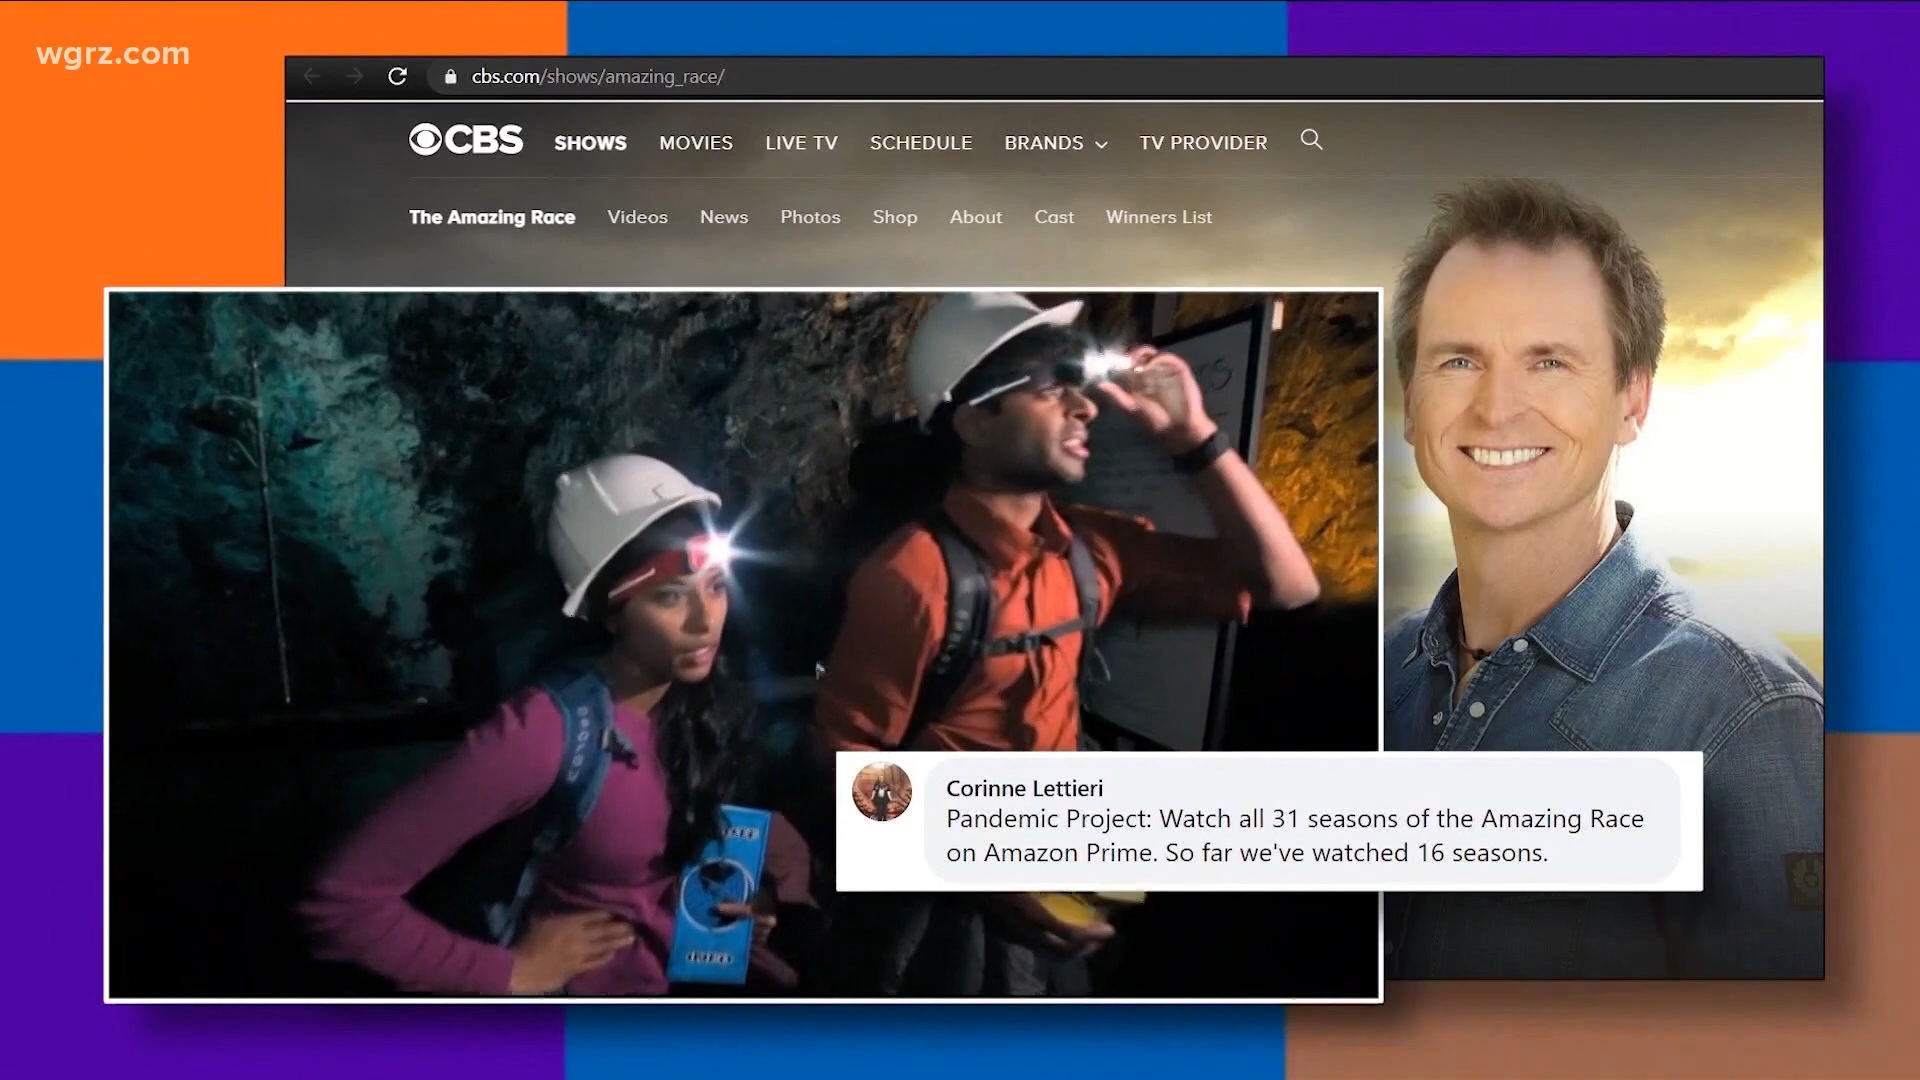 wgrz.com
cbs.com/shows/amazing_race/
CBS SHOWS MOVIES LIVE TV SCHEDULE BRANDS TV PROVIDER
The Amazing Race Videos News Photos Shop About Cast Winners List
Corinne Lettieri
Pandemic Project: Watch all 31 seasons of the Amazing Race
on Amazon Prime. So far we've watched 16 seasons.